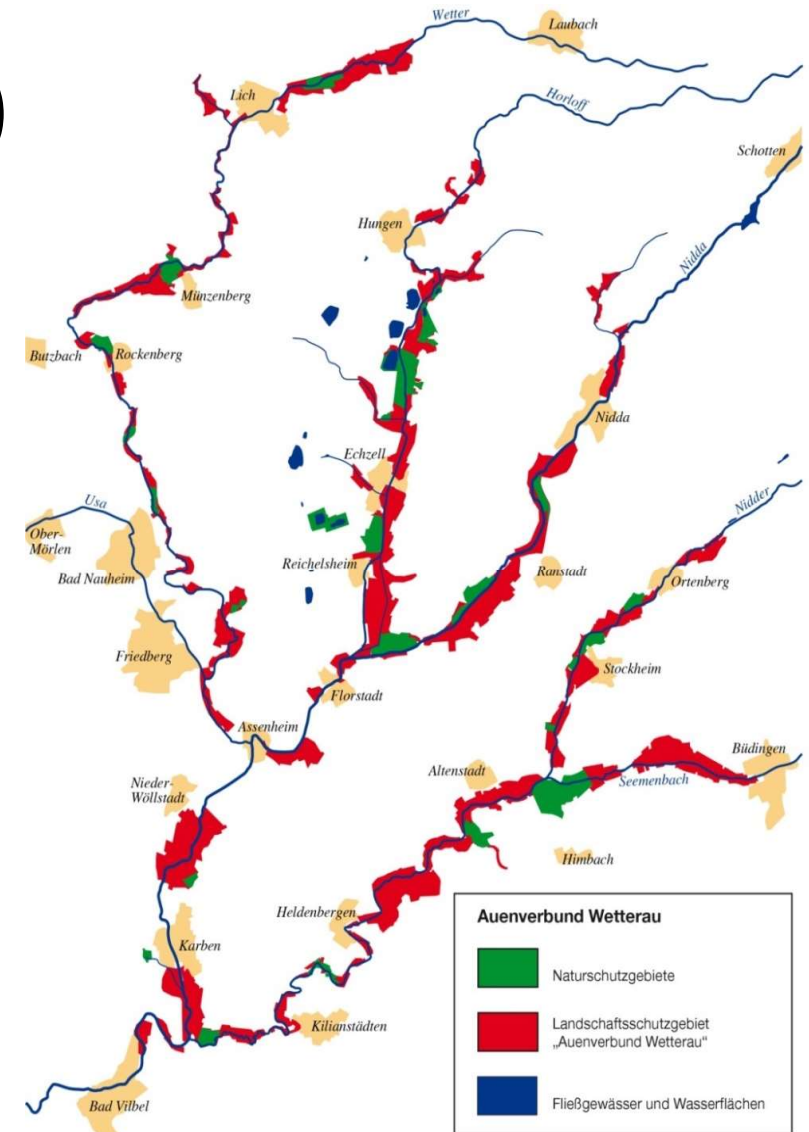 Wetter
Laubach
Lich
Horloff
Schotten
Hungen
Nidda
Münzenberg
Butzbach
Rockenberg
Nidda
Echzell
Usa
Nidder
Ober-
Mörlen
Bad Nauheim
Reichelsheim
Ranstadt
Ortenberg
Friedberg
Stockheim
Florstadt
Assenheim
Büdingen
Altenstadt
Seemenbach
Nieder-
Wöllstadt
Himbach
Heldenbergen
Karben
Kilianstädten
Bad Vilbel
Auenverbund Wetterau
Naturschutzgebiete
Landschaftsschutzgebiet
„Auenverbund Wetterau“
Fließgewässer und Wasserflächen